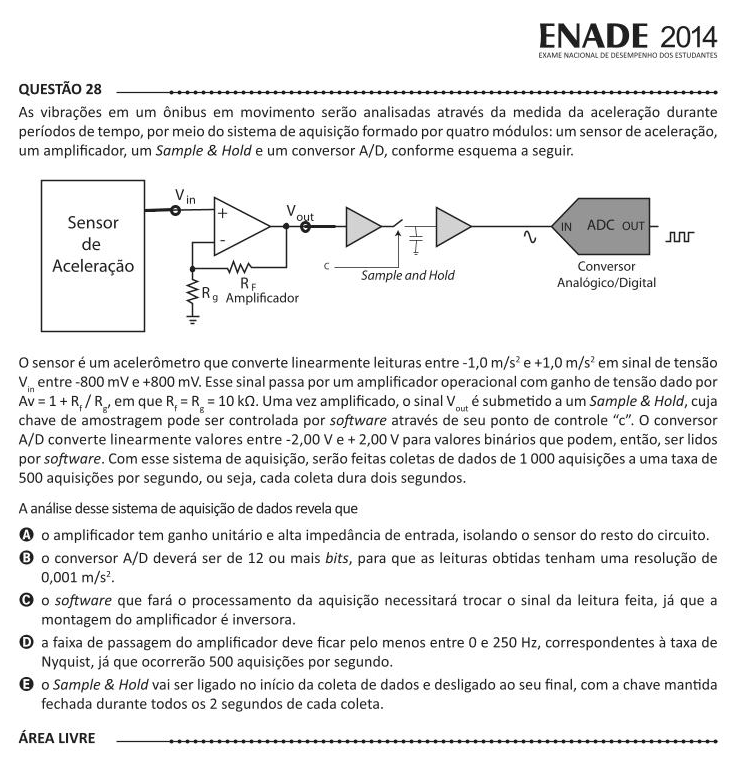 ENADE 2014
EXAME NACIONAL DE DESEMPENHO DOS ESTUDANTES
QUESTÃO 28
As vibrações em um ônibus em movimento serão analisadas através da medida da aceleração durante
períodos de tempo, por meio do sistema de aquisição formado por quatro módulos: um sensor de aceleração,
um amplificador, um Sample & Hold e um conversor A/D, conforme esquema a seguir.
Sensor
de
Aceleração
V in
+
-
V out
R F
R g
Amplificador
C
Sample and Hold
IN ADC OUT
Conversor
Analógico/Digital
O sensor é um acelerômetro que converte linearmente leituras entre -1,0 m/s² e +1,0 m/s² em sinal de tensão
V_in entre -800 mV e +800 mV. Esse sinal passa por um amplificador operacional com ganho de tensão dado por
Av = 1 + R_f / R_g, em que R_f = R_g = 10 kΩ. Uma vez amplificado, o sinal V_out é submetido a um Sample & Hold, cuja
chave de amostragem pode ser controlada por software através de seu ponto de controle “c”. O conversor
A/D converte linearmente valores entre -2,00 V e + 2,00 V para valores binários que podem, então, ser lidos
por software. Com esse sistema de aquisição, serão feitas coletas de dados de 1 000 aquisições a uma taxa de
500 aquisições por segundo, ou seja, cada coleta dura dois segundos.
A análise desse sistema de aquisição de dados revela que
A o amplificador tem ganho unitário e alta impedância de entrada, isolando o sensor do resto do circuito.
B o conversor A/D deverá ser de 12 ou mais bits, para que as leituras obtidas tenham uma resolução de
0,001 m/s².
C o software que fará o processamento da aquisição necessitará trocar o sinal da leitura feita, já que a
montagem do amplificador é inversora.
D a faixa de passagem do amplificador deve ficar pelo menos entre 0 e 250 Hz, correspondentes à taxa de
Nyquist, já que ocorrerão 500 aquisições por segundo.
E o Sample & Hold vai ser ligado no início da coleta de dados e desligado ao seu final, com a chave mantida
fechada durante todos os 2 segundos de cada coleta.
ÁREA LIVRE